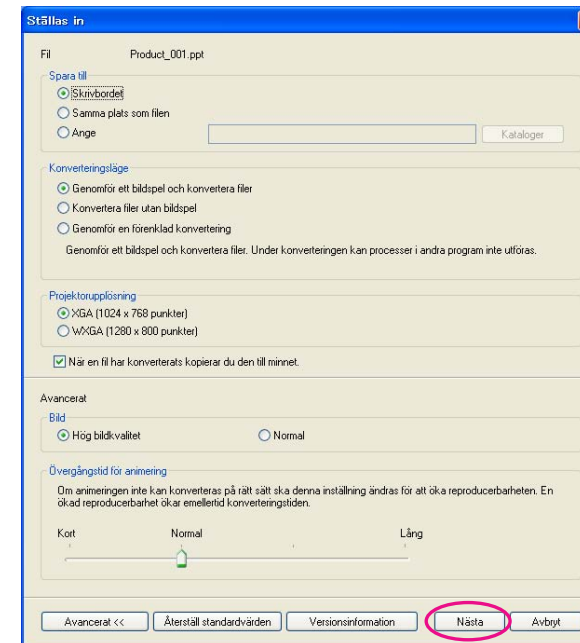 Ställas in
Fil Product_001.ppt
Spara till
Skrivbordet
Samma plats som filen
Ange Kataloger
Konverteringsläge
Genomför ett bildspel och konvertera filer
Konvertera filer utan bildspel
Genomför en förenklad konvertering
Genomför ett bildspel och konvertera filer. Under konverteringen kan processer i andra program inte utföras.
Projektorupplösning
XGA (1024 x 768 punkter)
WXGA (1280 x 800 punkter)
När en fil har konverterats kopierar du den till minnet.
Avancerat
Bild
Hög bildkvalitet Normal
Övergångstid för animering
Om animeringen inte kan konverteras på rätt sätt ska denna inställning ändras för att öka reproducerbarheten. En
ökad reproducerbarhet ökar emellertid konverteringstiden.
Kort Normal Lång
Avancerat << Återställ standardvärden Versionsinformation Nästa Avbryt